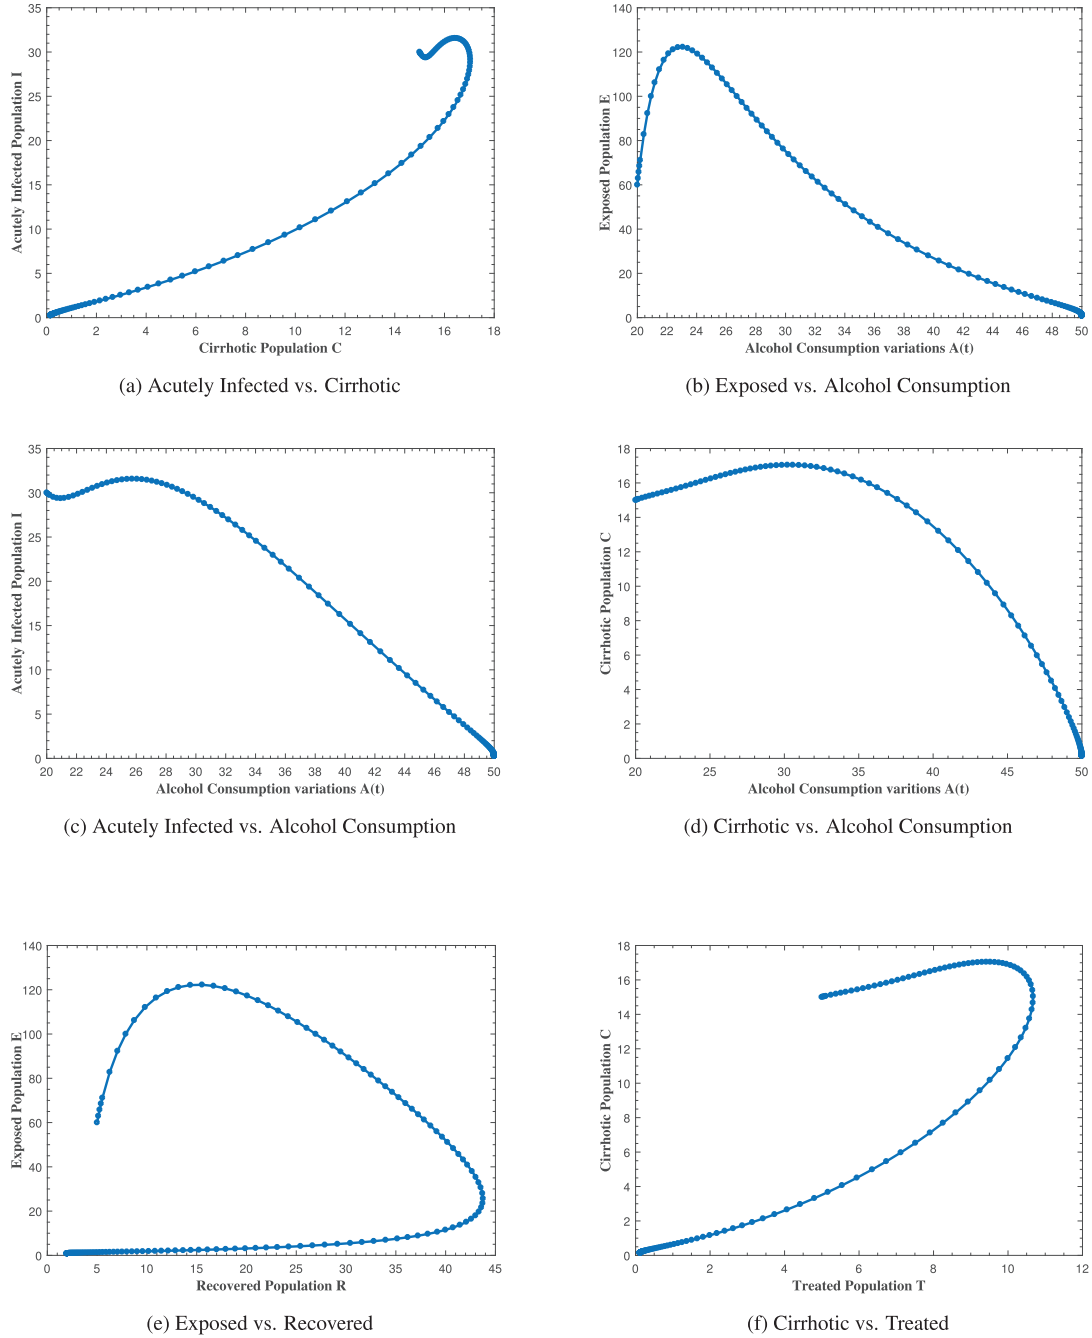 35
30
25
20
15
10
5
0
0 2 4 6 8 10 12 14 16 18
Acutely Infected Population I
Cirrhotic Population C
(a) Acutely Infected vs. Cirrhotic
140
120
100
80
60
40
20
0
20 22 24 26 28 30 32 34 36 38 40 42 44 46 48 50
Exposed Population E
Alcohol Consumption variations A(t)
(b) Exposed vs. Alcohol Consumption
35
30
25
20
15
10
5
0
20 22 24 26 28 30 32 34 36 38 40 42 44 46 48 50
Acutely Infected Population I
Alcohol Consumption variations A(t)
(c) Acutely Infected vs. Alcohol Consumption
18
16
14
12
10
8
6
4
2
0
20 25 30 35 40 45 50
Cirrhotic Population C
Alcohol Consumption varitions A(t)
(d) Cirrhotic vs. Alcohol Consumption
140
120
100
80
60
40
20
0
0 5 10 15 20 25 30 35 40 45
Exposed Population E
Recovered Population R
(e) Exposed vs. Recovered
18
16
14
12
10
8
6
4
2
0
0 2 4 6 8 10 12
Cirrhotic Population C
Treated Population T
(f) Cirrhotic vs. Treated